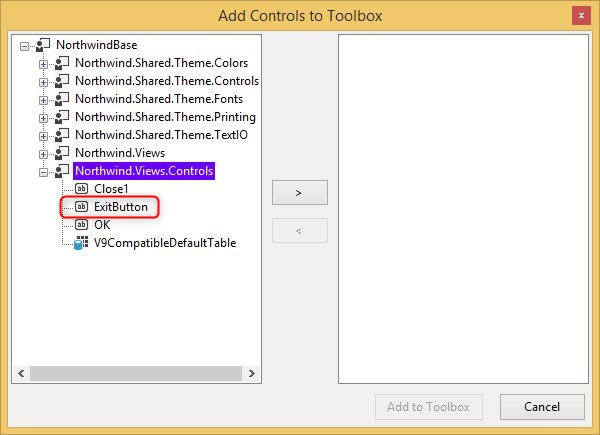 Add Controls to Toolbox
x
NorthwindBase
Northwind.Shared.Theme.Colors
Northwind.Shared.Theme.Controls
Northwind.Shared.Theme.Fonts
Northwind.Shared.Theme.Printing
Northwind.Shared.Theme.TextIO
Northwind.Views
Northwind.Views.Controls
ab Close1
>
ab ExitButton
ab OK
<
V9CompatibleDefaultTable
Add to Toolbox
Cancel